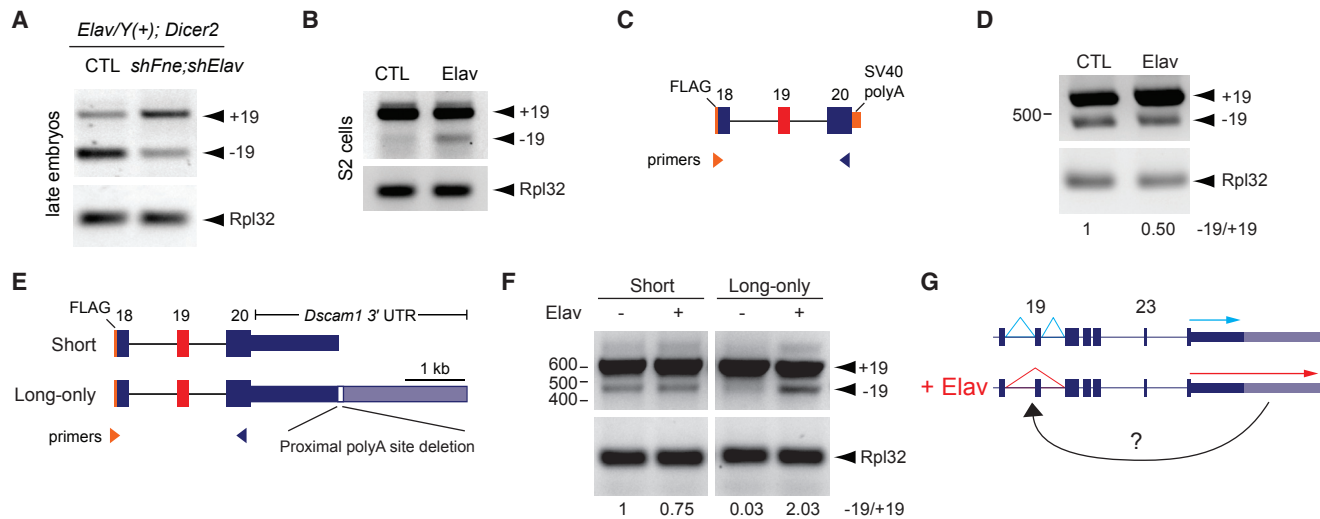 A
Elav/Y(+); Dicer2
CTL shFne;shElav
late embryos
+19
-19
Rpl32
B
CTL Elav
S2 cells
+19
-19
Rpl32
C
FLAG
18 19 20
SV40
polyA
primers
D
CTL Elav
500
+19
-19
Rpl32
1 0.50 -19/+19
E
FLAG
18 19 20
Dscam1 3' UTR
Short
Long-only
1 kb
primers
Proximal polyA site deletion
F
Short Long-only
Elav - + - +
600
500
400
+19
-19
Rpl32
1 0.75 0.03 2.03 -19/+19
G
19 23
+ Elav
?